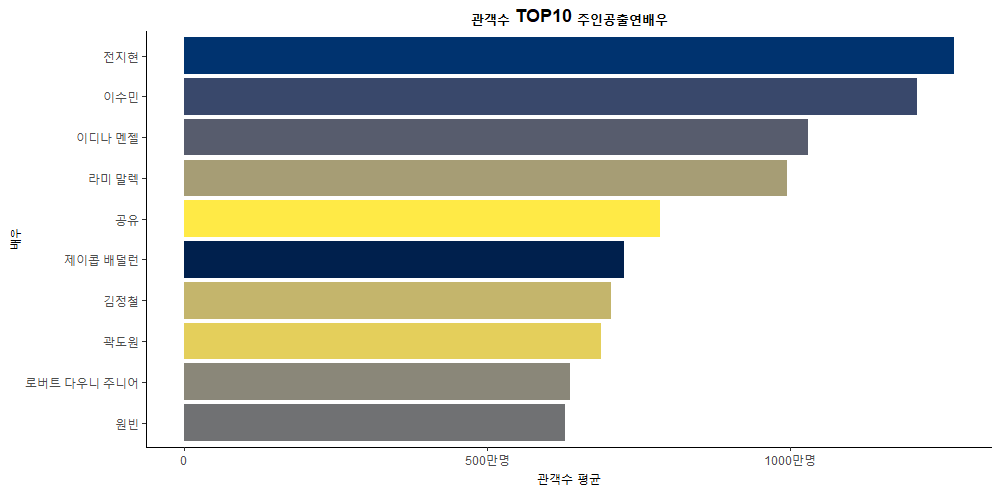 관객수 TOP10 주인공출연배우
전지현
이수민
이디나 멘젤
라미 말렉
공유
제이콥 배덜런
김정철
곽도원
로버트 다우니 주니어
원빈
배우
0
500만명
1000만명
관객수 평균